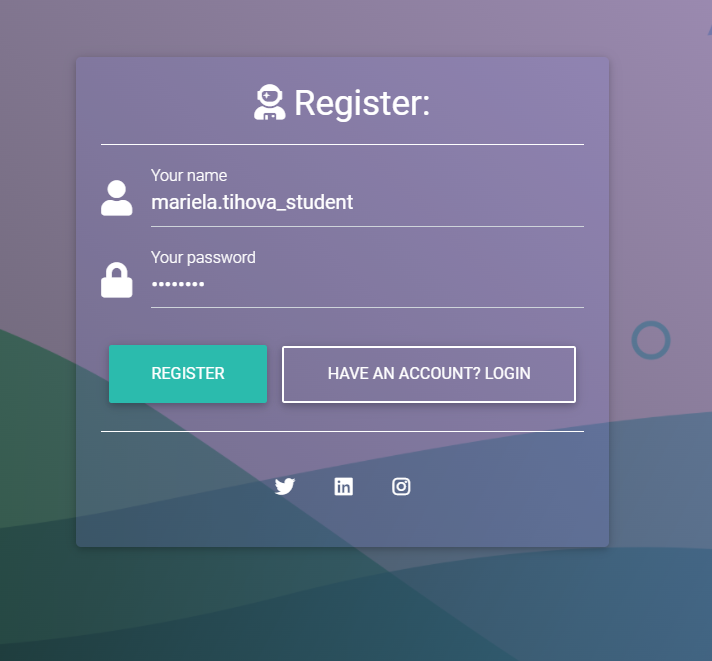 Register:
Your name
mariela.tihova_student
Your password
••••••••
REGISTER
HAVE AN ACCOUNT? LOGIN